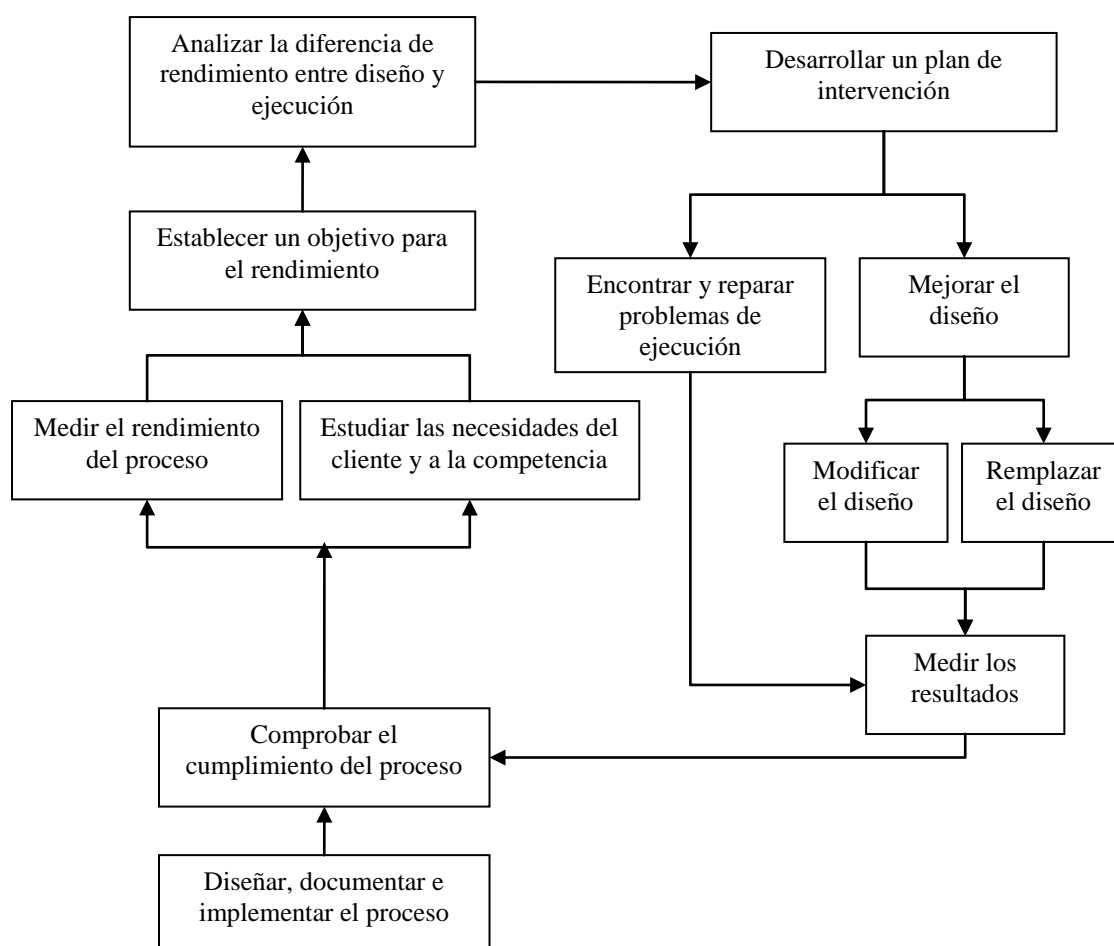 Analizar la diferencia de
rendimiento entre diseño y
ejecución
Desarrollar un plan de
intervención
Establecer un objetivo para
el rendimiento
Encontrar y reparar
problemas de
ejecución
Mejorar el
diseño
Medir el rendimiento
del proceso
Estudiar las necesidades del
cliente y a la competencia
Modificar
el diseño
Remplazar
el diseño
Medir los
resultados
Comprobar el
cumplimiento del proceso
Diseñar, documentar e
implementar el proceso